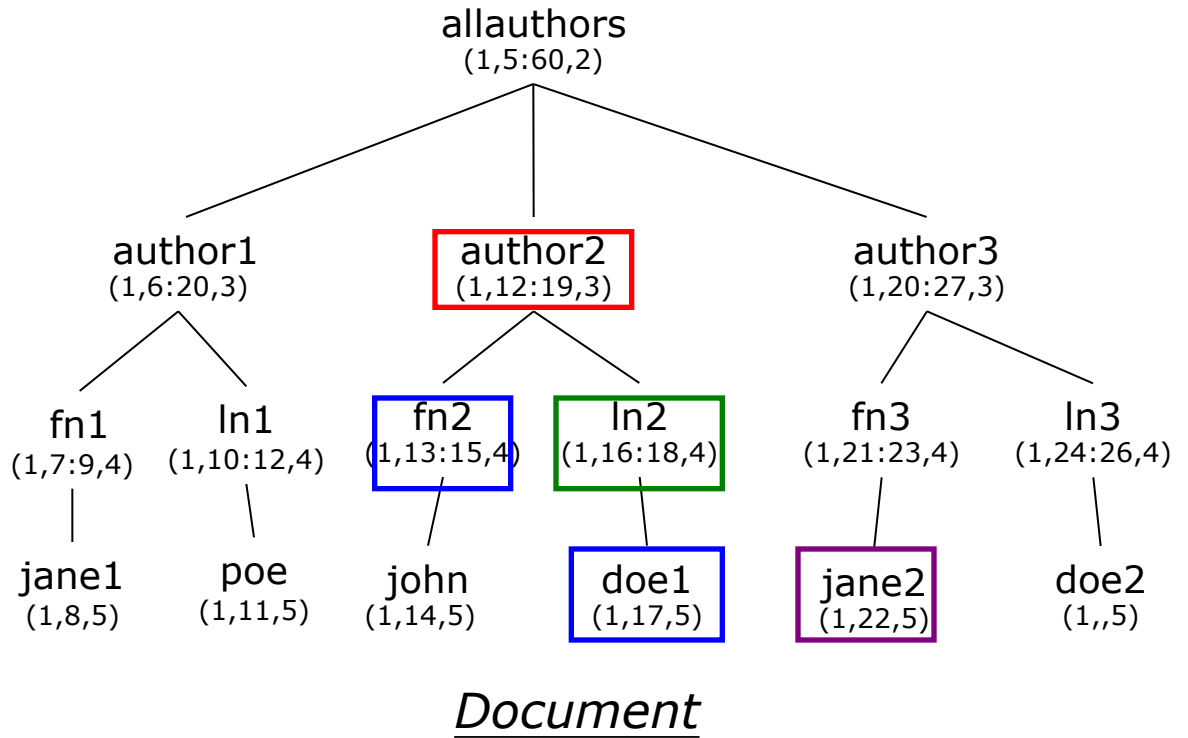 allauthors
(1,5:60,2)
author1
(1,6:20,3)
author2
(1,12:19,3)
author3
(1,20:27,3)
fn1
(1,7:9,4)
ln1
(1,10:12,4)
fn2
(1,13:15,4)
ln2
(1,16:18,4)
fn3
(1,21:23,4)
ln3
(1,24:26,4)
jane1
(1,8,5)
poe
(1,11,5)
john
(1,14,5)
doe1
(1,17,5)
jane2
(1,22,5)
doe2
(1,,5)
Document